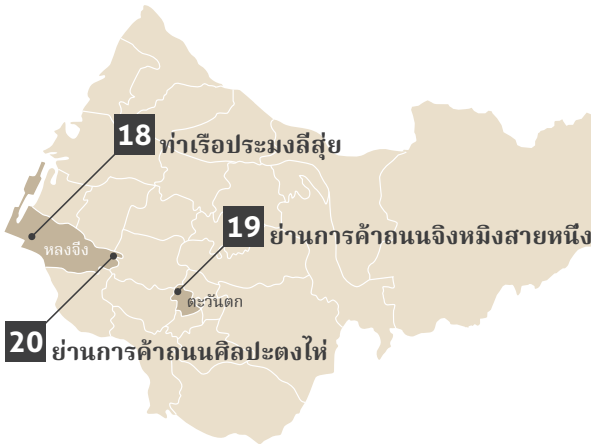 18 ท่าเรือประมงลีสุ่ย
19 ย่านการค้าถนนจิงหมิงสายหนึ่ง
หลงจิ่ง
ตะวันตก
20 ย่านการค้าถนนศิลปะตงไห่